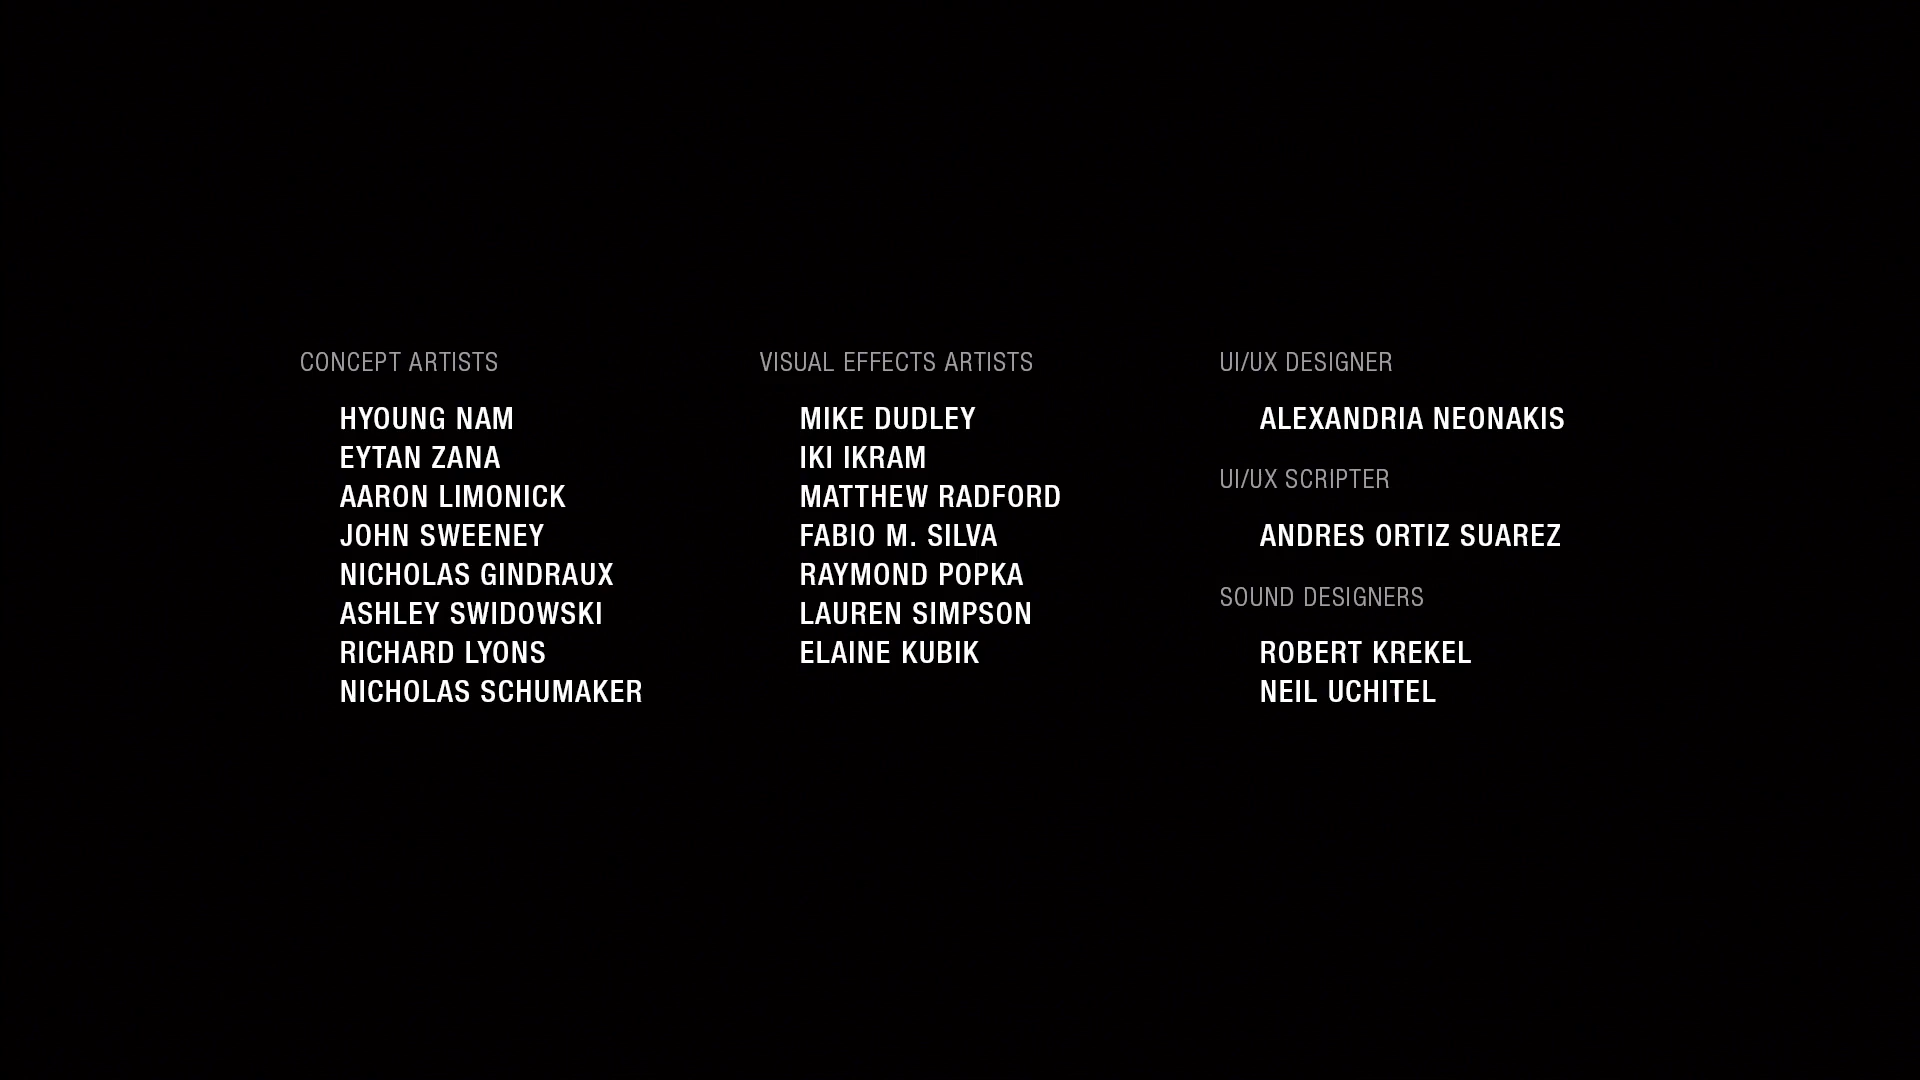 CONCEPT ARTISTS
HYOUNG NAM
EYTAN ZANA
AARON LIMONICK
JOHN SWEENEY
NICHOLAS GINDRAUX
ASHLEY SWIDOWSKI
RICHARD LYONS
NICHOLAS SCHUMAKER
VISUAL EFFECTS ARTISTS
MIKE DUDLEY
IKI IKRAM
MATTHEW RADFORD
FABIO M. SILVA
RAYMOND POPKA
LAUREN SIMPSON
ELAINE KUBIK
UI/UX DESIGNER
ALEXANDRIA NEONAKIS
UI/UX SCRIPTER
ANDRES ORTIZ SUAREZ
SOUND DESIGNERS
ROBERT KREKEL
NEIL UCHITEL